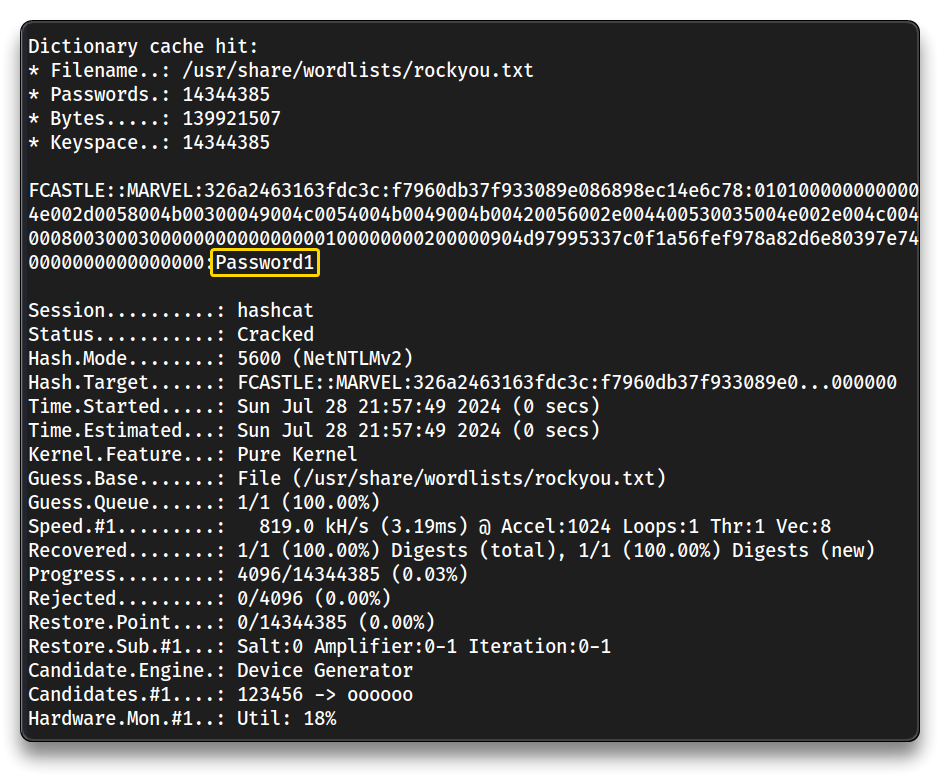 Dictionary cache hit:
* Filename..: /usr/share/wordlists/rockyou.txt
* Passwords.: 14344385
* Bytes.....: 139921507
* Keyspace..: 14344385
FCASTLE::MARVEL:326a2463163fdc3c:f7960db37f933089e086898ec14e6c78:010100000000000
4e002d0058004b00300049004c0054004b0049004b00420056002e004400530035004e002e004c004
0008003000300000000000000000100000000200000904d97995337c0f1a56fef978a82d6e80397e74
0000000000000000:Password1
Session..........: hashcat
Status...........: Cracked
Hash.Mode........: 5600 (NetNTLMv2)
Hash.Target......: FCASTLE::MARVEL:326a2463163fdc3c:f7960db37f933089e0...000000
Time.Started.....: Sun Jul 28 21:57:49 2024 (0 secs)
Time.Estimated...: Sun Jul 28 21:57:49 2024 (0 secs)
Kernel.Feature...: Pure Kernel
Guess.Base.......: File (/usr/share/wordlists/rockyou.txt)
Guess.Queue......: 1/1 (100.00%)
Speed.#1.........:   819.0 kH/s (3.19ms) @ Accel:1024 Loops:1 Thr:1 Vec:8
Recovered........: 1/1 (100.00%) Digests (total), 1/1 (100.00%) Digests (new)
Progress.........: 4096/14344385 (0.03%)
Rejected.........: 0/4096 (0.00%)
Restore.Point....: 0/14344385 (0.00%)
Restore.Sub.#1...: Salt:0 Amplifier:0-1 Iteration:0-1
Candidate.Engine.: Device Generator
Candidates.#1....: 123456 -> oooooo
Hardware.Mon.#1..: Util: 18%